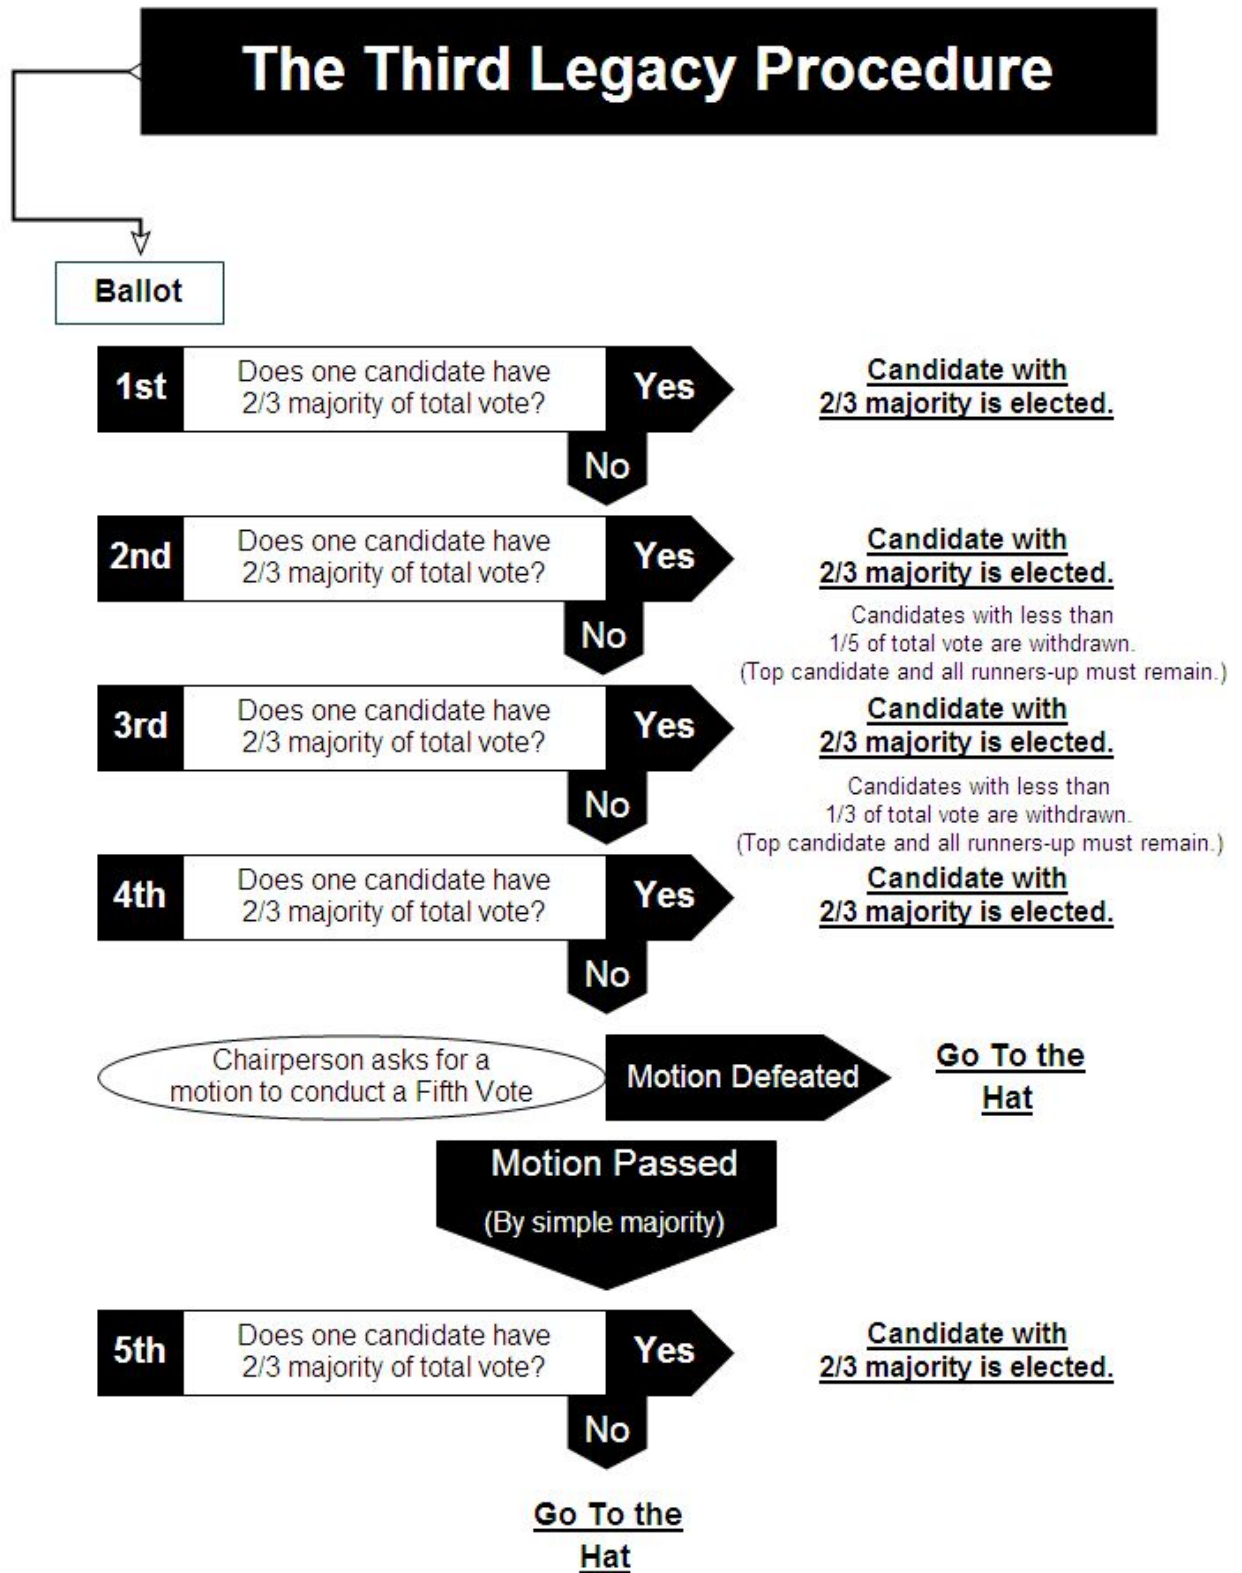 The Third Legacy Procedure
Ballot
1st
Does one candidate have
2/3 majority of total vote?
Yes
Candidate with
2/3 majority is elected.
No
2nd
Does one candidate have
2/3 majority of total vote?
Yes
Candidate with
2/3 majority is elected.
No
Candidates with less than
1/5 of total vote are withdrawn.
(Top candidate and all runners-up must remain.)
3rd
Does one candidate have
2/3 majority of total vote?
Yes
Candidate with
2/3 majority is elected.
No
Candidates with less than
1/3 of total vote are withdrawn.
(Top candidate and all runners-up must remain.)
4th
Does one candidate have
2/3 majority of total vote?
Yes
Candidate with
2/3 majority is elected.
No
Chairperson asks for a
motion to conduct a Fifth Vote
Motion Defeated
Go To the
Hat
Motion Passed
(By simple majority)
5th
Does one candidate have
2/3 majority of total vote?
Yes
Candidate with
2/3 majority is elected.
No
Go To the
Hat